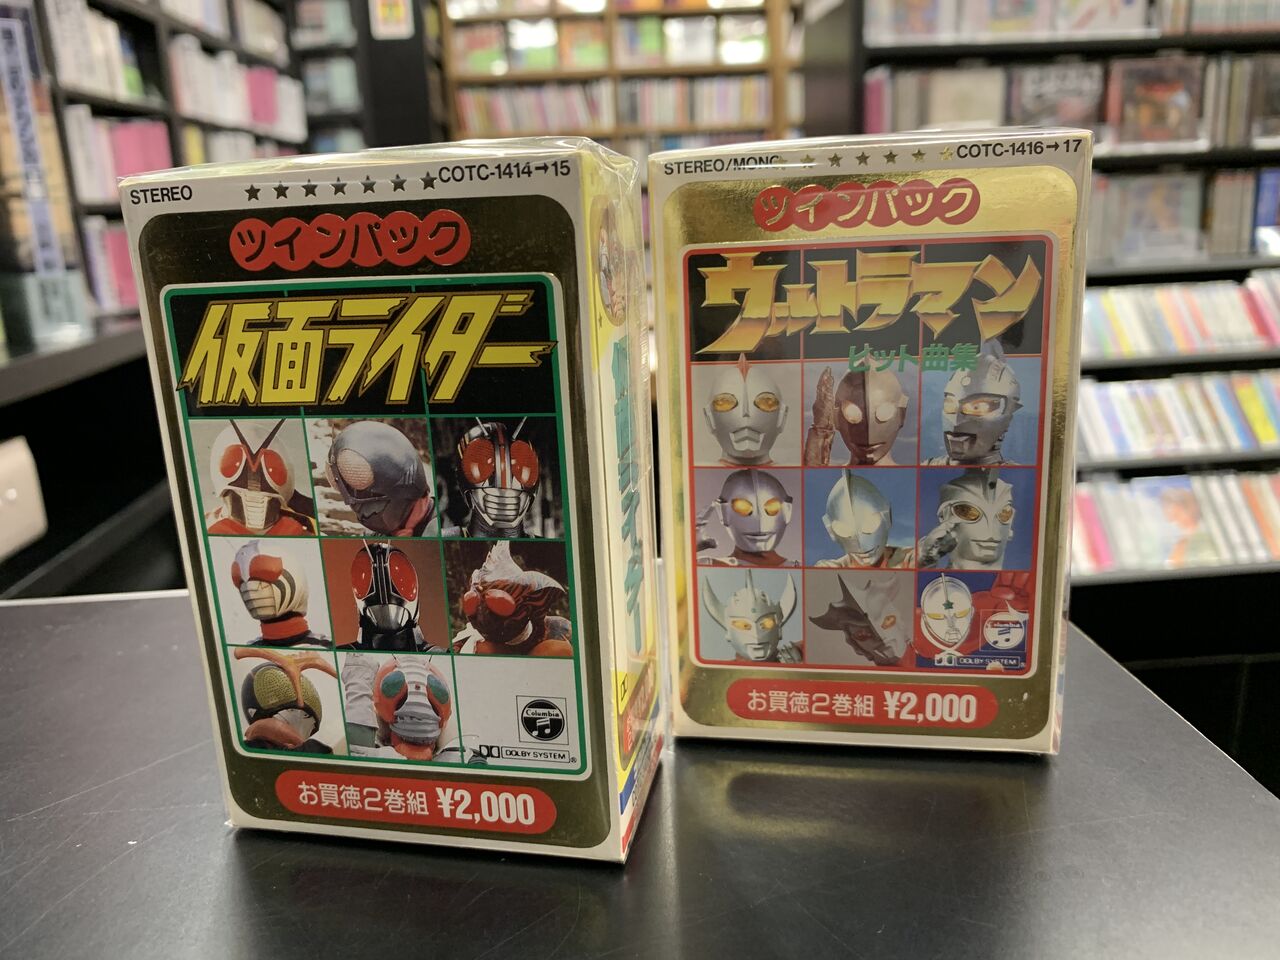 STEREO ★★★★★★★ COTC-1414→15
ツインパック
仮面ライダー
Columbia
DOLBY SYSTEM®
お買徳2巻組 ¥2,000
STEREO/MONO ★★★★★★ COTC-1416→17
ツインパック
ウルトラマン
ヒット曲集
Columbia
DOLBY SYSTEM®
お買徳2巻組 ¥2,000